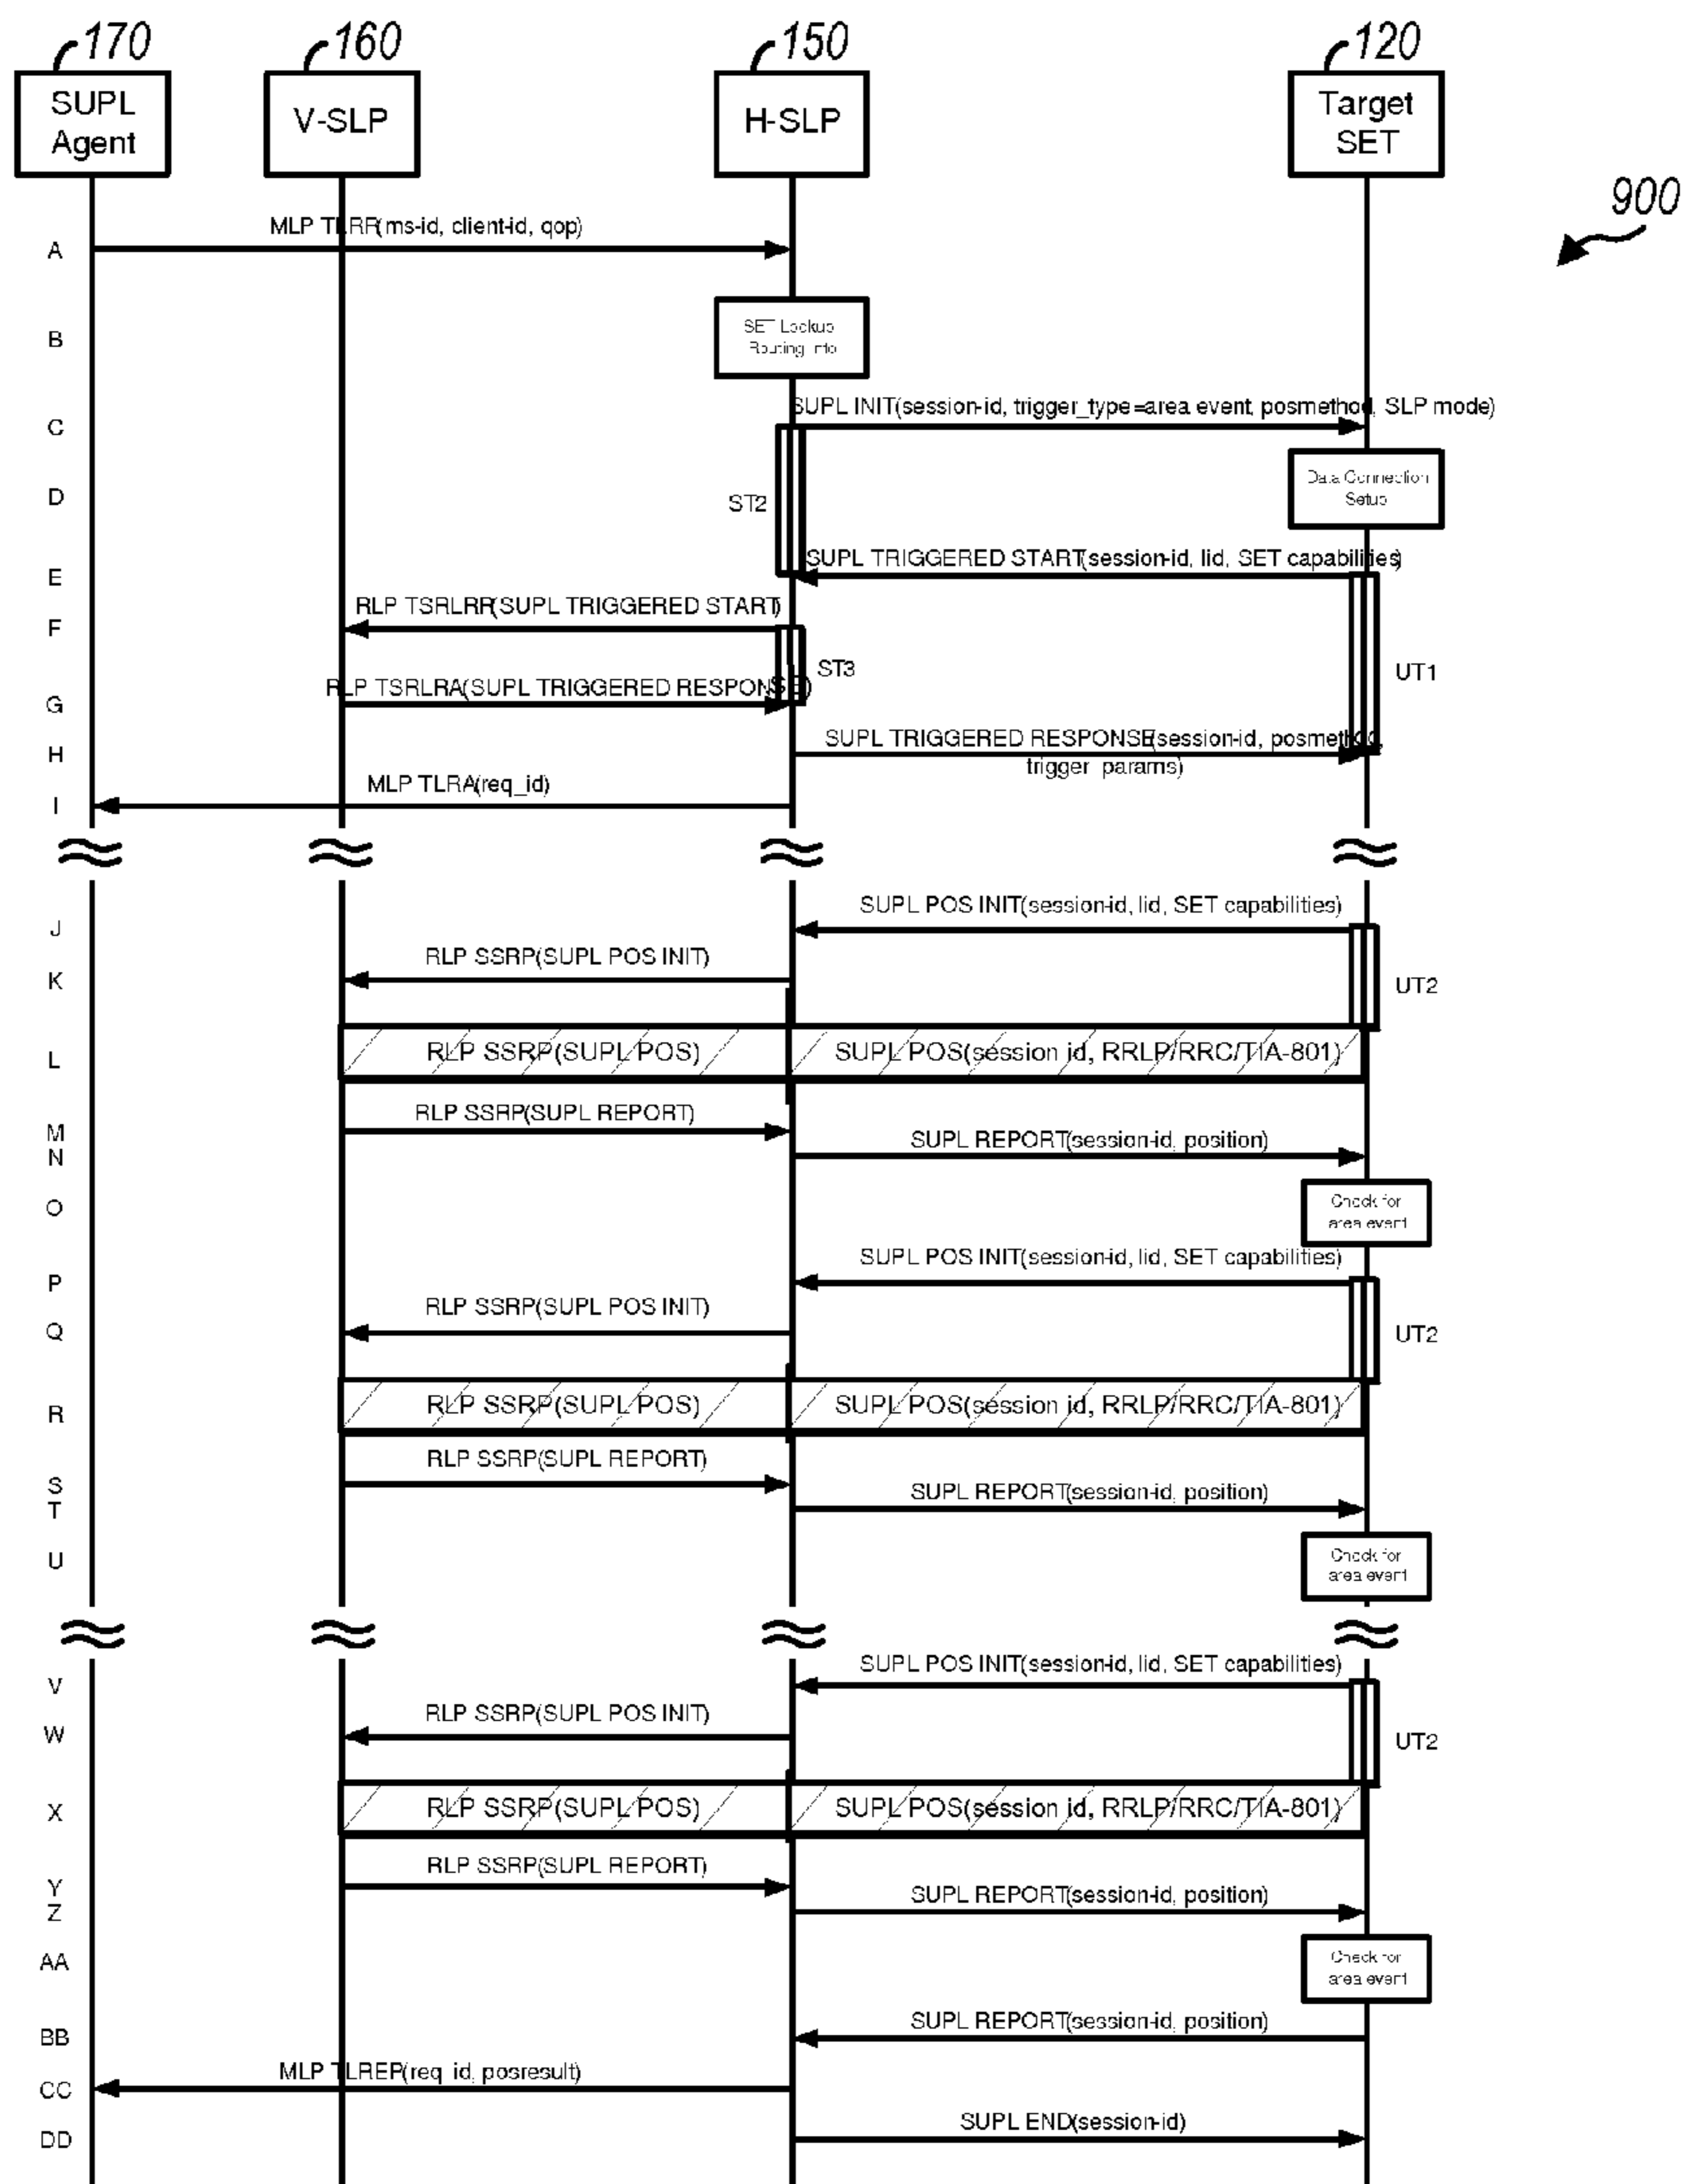 170
160
150
120
SUPL
Agent
V-SLP
H-SLP
Target
SET
900
A
MLP TLRR(ms-id, client-id, qop)
B
SET Lookup
Routing Info
C
SUPL INIT(session-id, trigger_type=area event, posmethod, SLP mode)
D
ST2
Data Connection
Setup
E
SUPL TRIGGERED START(session-id, lid, SET capabilities)
F
RLP TSRLRR(SUPL TRIGGERED START)
ST3
UT1
G
RLP TSRLRA(SUPL TRIGGERED RESPONSE)
H
SUPL TRIGGERED RESPONSE(session-id, posmethod,
trigger_params)
I
MLP TLRA(req_id)
J
SUPL POS INIT(session-id, lid, SET capabilities)
K
RLP SSRP(SUPL POS INIT)
UT2
L
RLP SSRP(SUPL POS)
SUPL POS(session id, RRLP/RRC/TIA-801)
M
RLP SSRP(SUPL REPORT)
N
SUPL REPORT(session-id, position)
O
Check for
area event
P
SUPL POS INIT(session-id, lid, SET capabilities)
Q
RLP SSRP(SUPL POS INIT)
UT2
R
RLP SSRP(SUPL POS)
SUPL POS(session id, RRLP/RRC/TIA-801)
S
RLP SSRP(SUPL REPORT)
T
SUPL REPORT(session-id, position)
U
Check for
area event
V
SUPL POS INIT(session-id, lid, SET capabilities)
W
RLP SSRP(SUPL POS INIT)
UT2
X
RLP SSRP(SUPL POS)
SUPL POS(session id, RRLP/RRC/TIA-801)
Y
RLP SSRP(SUPL REPORT)
Z
SUPL REPORT(session-id, position)
AA
Check for
area event
BB
SUPL REPORT(session-id, position)
CC
MLP TLREP(req_id, posresult)
DD
SUPL END(session-id)